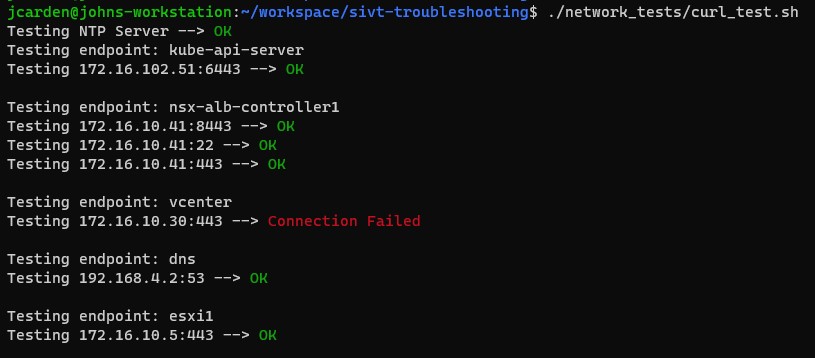 jcarden@johns-workstation:~/workspace/sivt-troubleshooting$ ./network_tests/curl_test.sh
Testing NTP Server --> OK
Testing endpoint: kube-api-server
Testing 172.16.102.51:6443 --> OK
Testing endpoint: nsx-alb-controller1
Testing 172.16.10.41:8443 --> OK
Testing 172.16.10.41:22 --> OK
Testing 172.16.10.41:443 --> OK
Testing endpoint: vcenter
Testing 172.16.10.30:443 --> Connection Failed
Testing endpoint: dns
Testing 192.168.4.2:53 --> OK
Testing endpoint: esxi1
Testing 172.16.10.5:443 --> OK